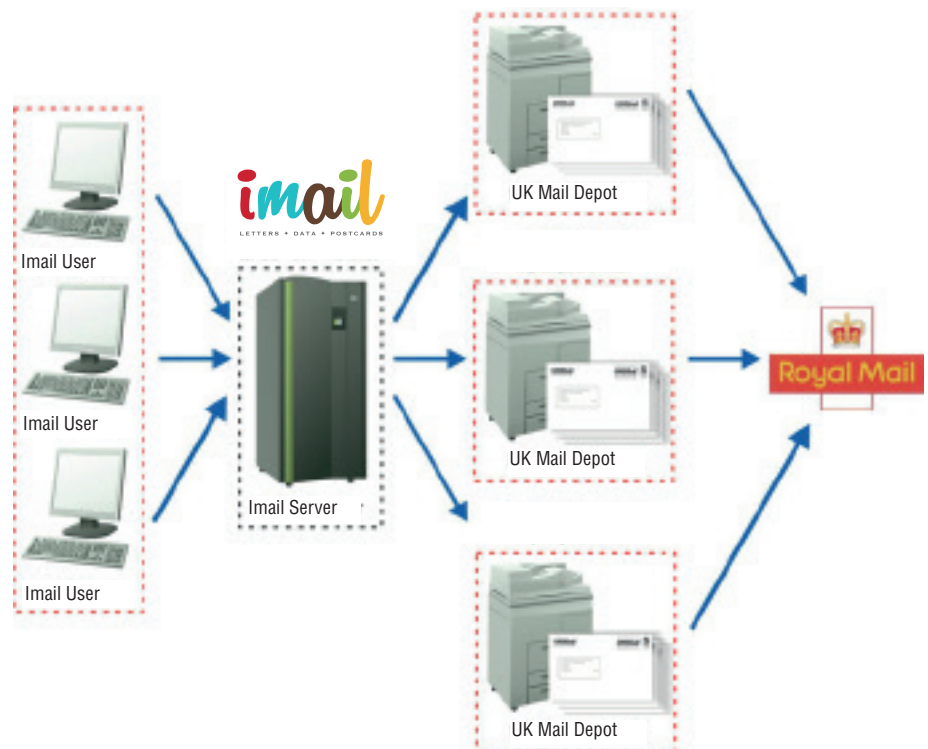 imail
LETTERS • DATA • POSTCARDS
Imail User
Imail User
Imail User
Imail Server
UK Mail Depot
UK Mail Depot
UK Mail Depot
Royal Mail